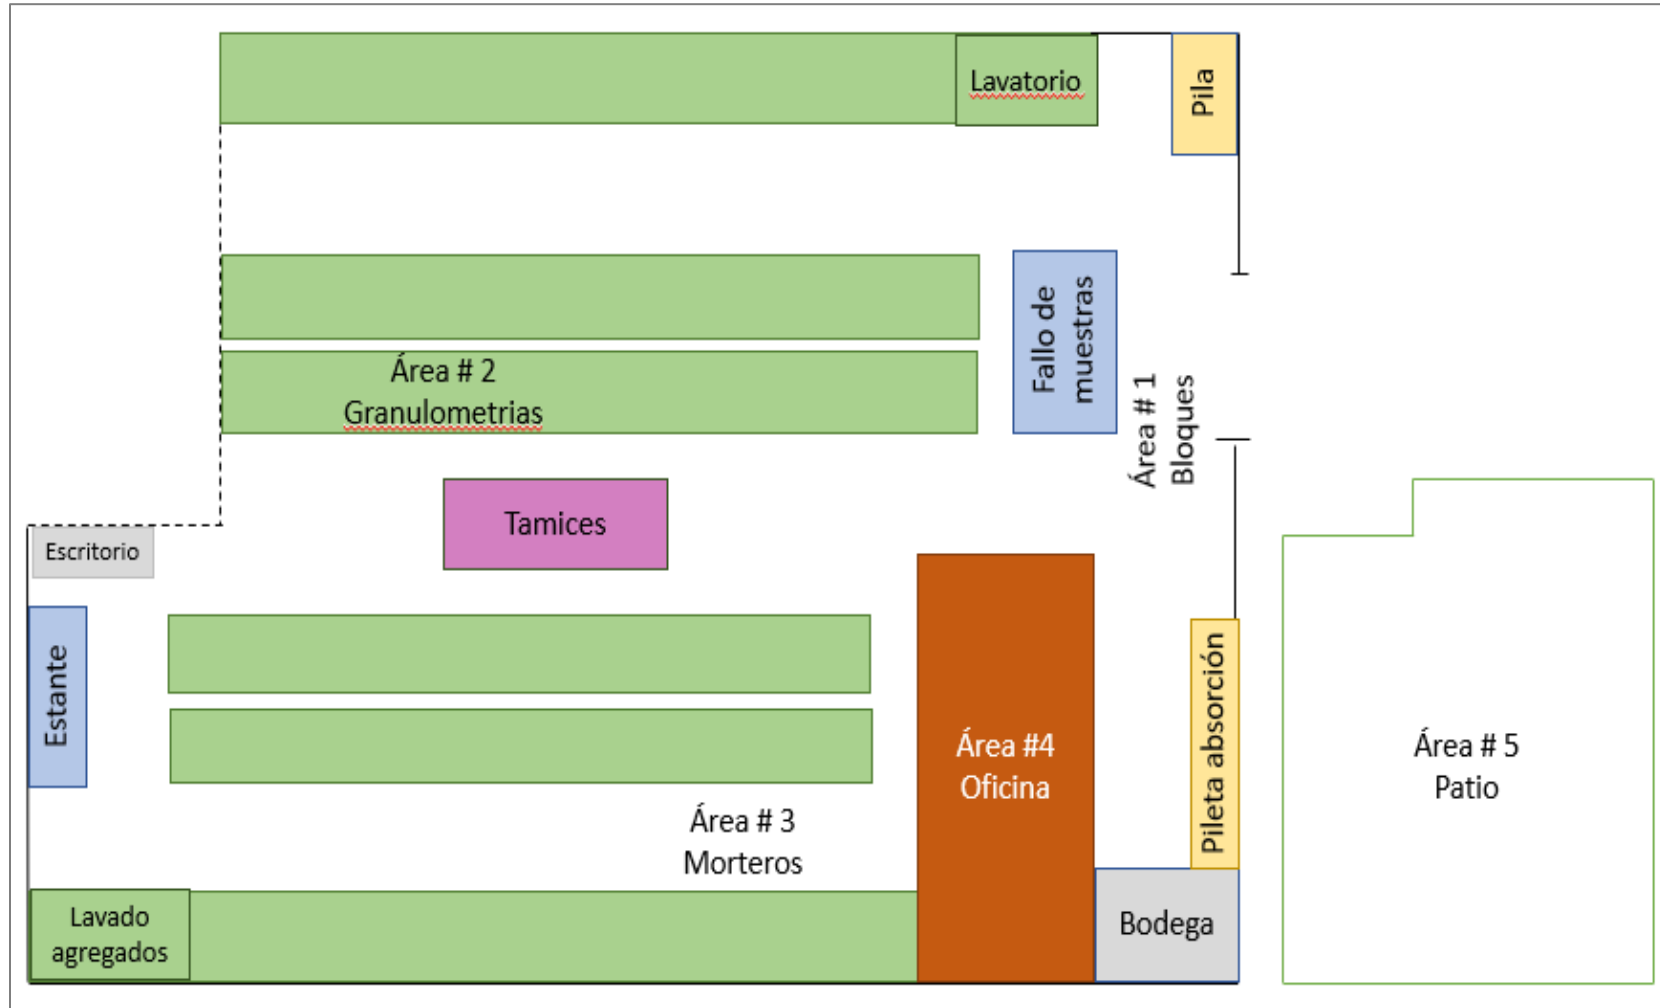 Lavatorio
Pila
Fallo de
muestras
Área # 1
Bloques
Área # 2
Granulometrias
Tamices
Escritorio
Estante
Área #4
Oficina
Pileta absorción
Área # 5
Patio
Área # 3
Morteros
Lavado
agregados
Bodega